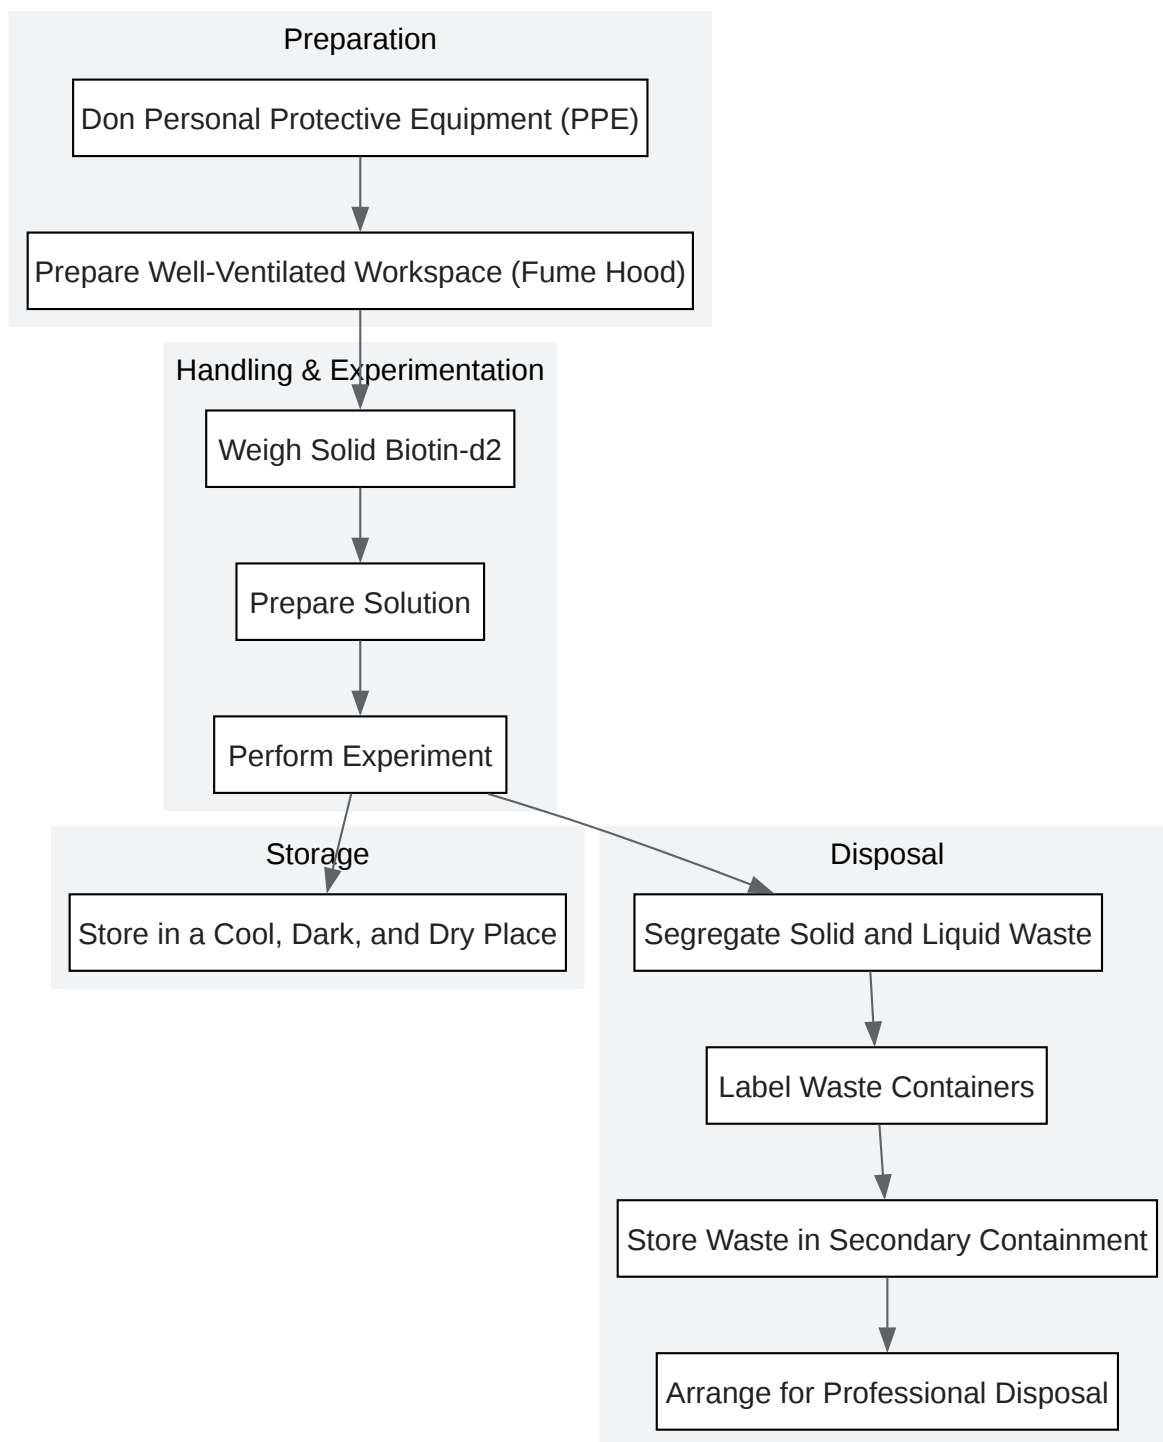 Preparation
Don Personal Protective Equipment (PPE)
Prepare Well-Ventilated Workspace (Fume Hood)
Handling & Experimentation
Weigh Solid Biotin-d2
Prepare Solution
Perform Experiment
Storage
Store in a Cool, Dark, and Dry Place
Disposal
Segregate Solid and Liquid Waste
Label Waste Containers
Store Waste in Secondary Containment
Arrange for Professional Disposal